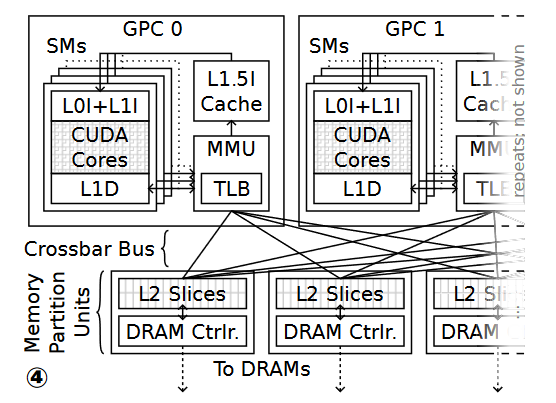 GPC 0
SMs
L0I+L1I
CUDA
Cores
L1D
L1.5I
Cache
MMU
TLB
GPC 1
SMs
L0I+L1I
CUDA
Cores
L1D
L1.5
Cach
MM
TLB
repeats: not shown
Crossbar Bus
Memory
Partition
Units
L2 Slices
DRAM Ctrlr.
L2 Slices
DRAM Ctrlr.
L2 Sli
DRAM
To DRAMs
④